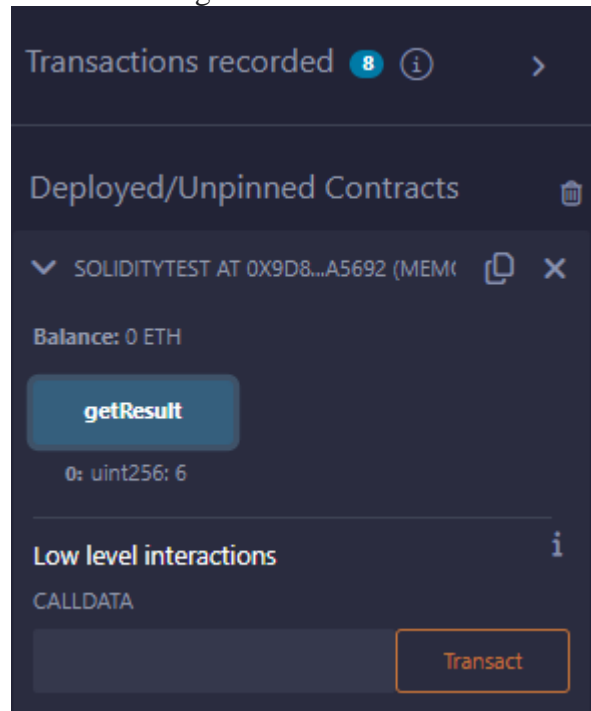 Transactions recorded 8 i
Deployed/Unpinned Contracts
SOLIDITYTEST AT 0X9D8...A5692 (MEM
Balance: 0 ETH
getResult
0: uint256: 6
Low level interactions i
CALLDATA
Transact